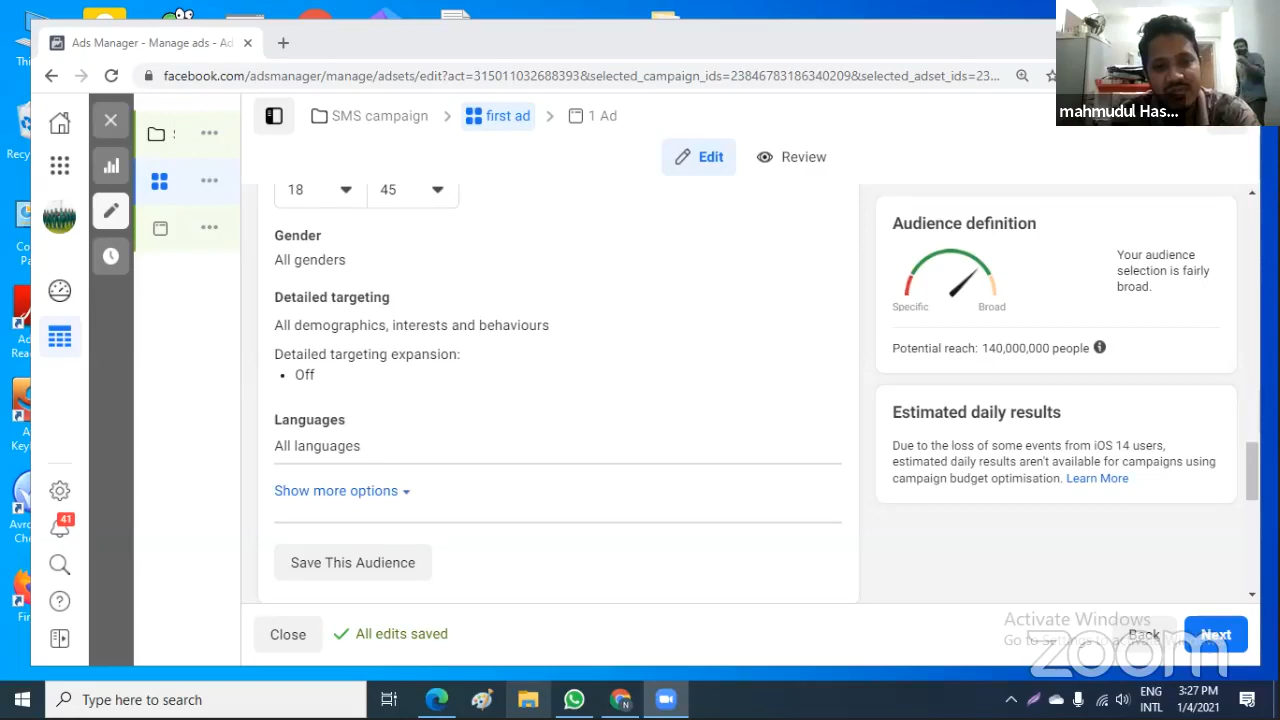 Ads Manager - Manage ads - Ad
facebook.com/adsmanager/manage/adsets/edit?act=315011032688393&selected_campaign_ids=23846783186340209&selected_adset_ids=23...
mahmudul Has...
SMS campaign
first ad
1 Ad
Edit
Review
18
45
Gender
All genders
Detailed targeting
All demographics, interests and behaviours
Detailed targeting expansion:
• Off
Languages
All languages
Show more options
Save This Audience
Audience definition
Your audience
selection is fairly
broad.
Specific
Broad
Potential reach: 140,000,000 people
Estimated daily results
Due to the loss of some events from iOS 14 users,
estimated daily results aren't available for campaigns using
campaign budget optimisation. Learn More
41
Close
All edits saved
Activate Windows
Back
Next
zoom
Type here to search
ENG
INTL
3:27 PM
1/4/2021